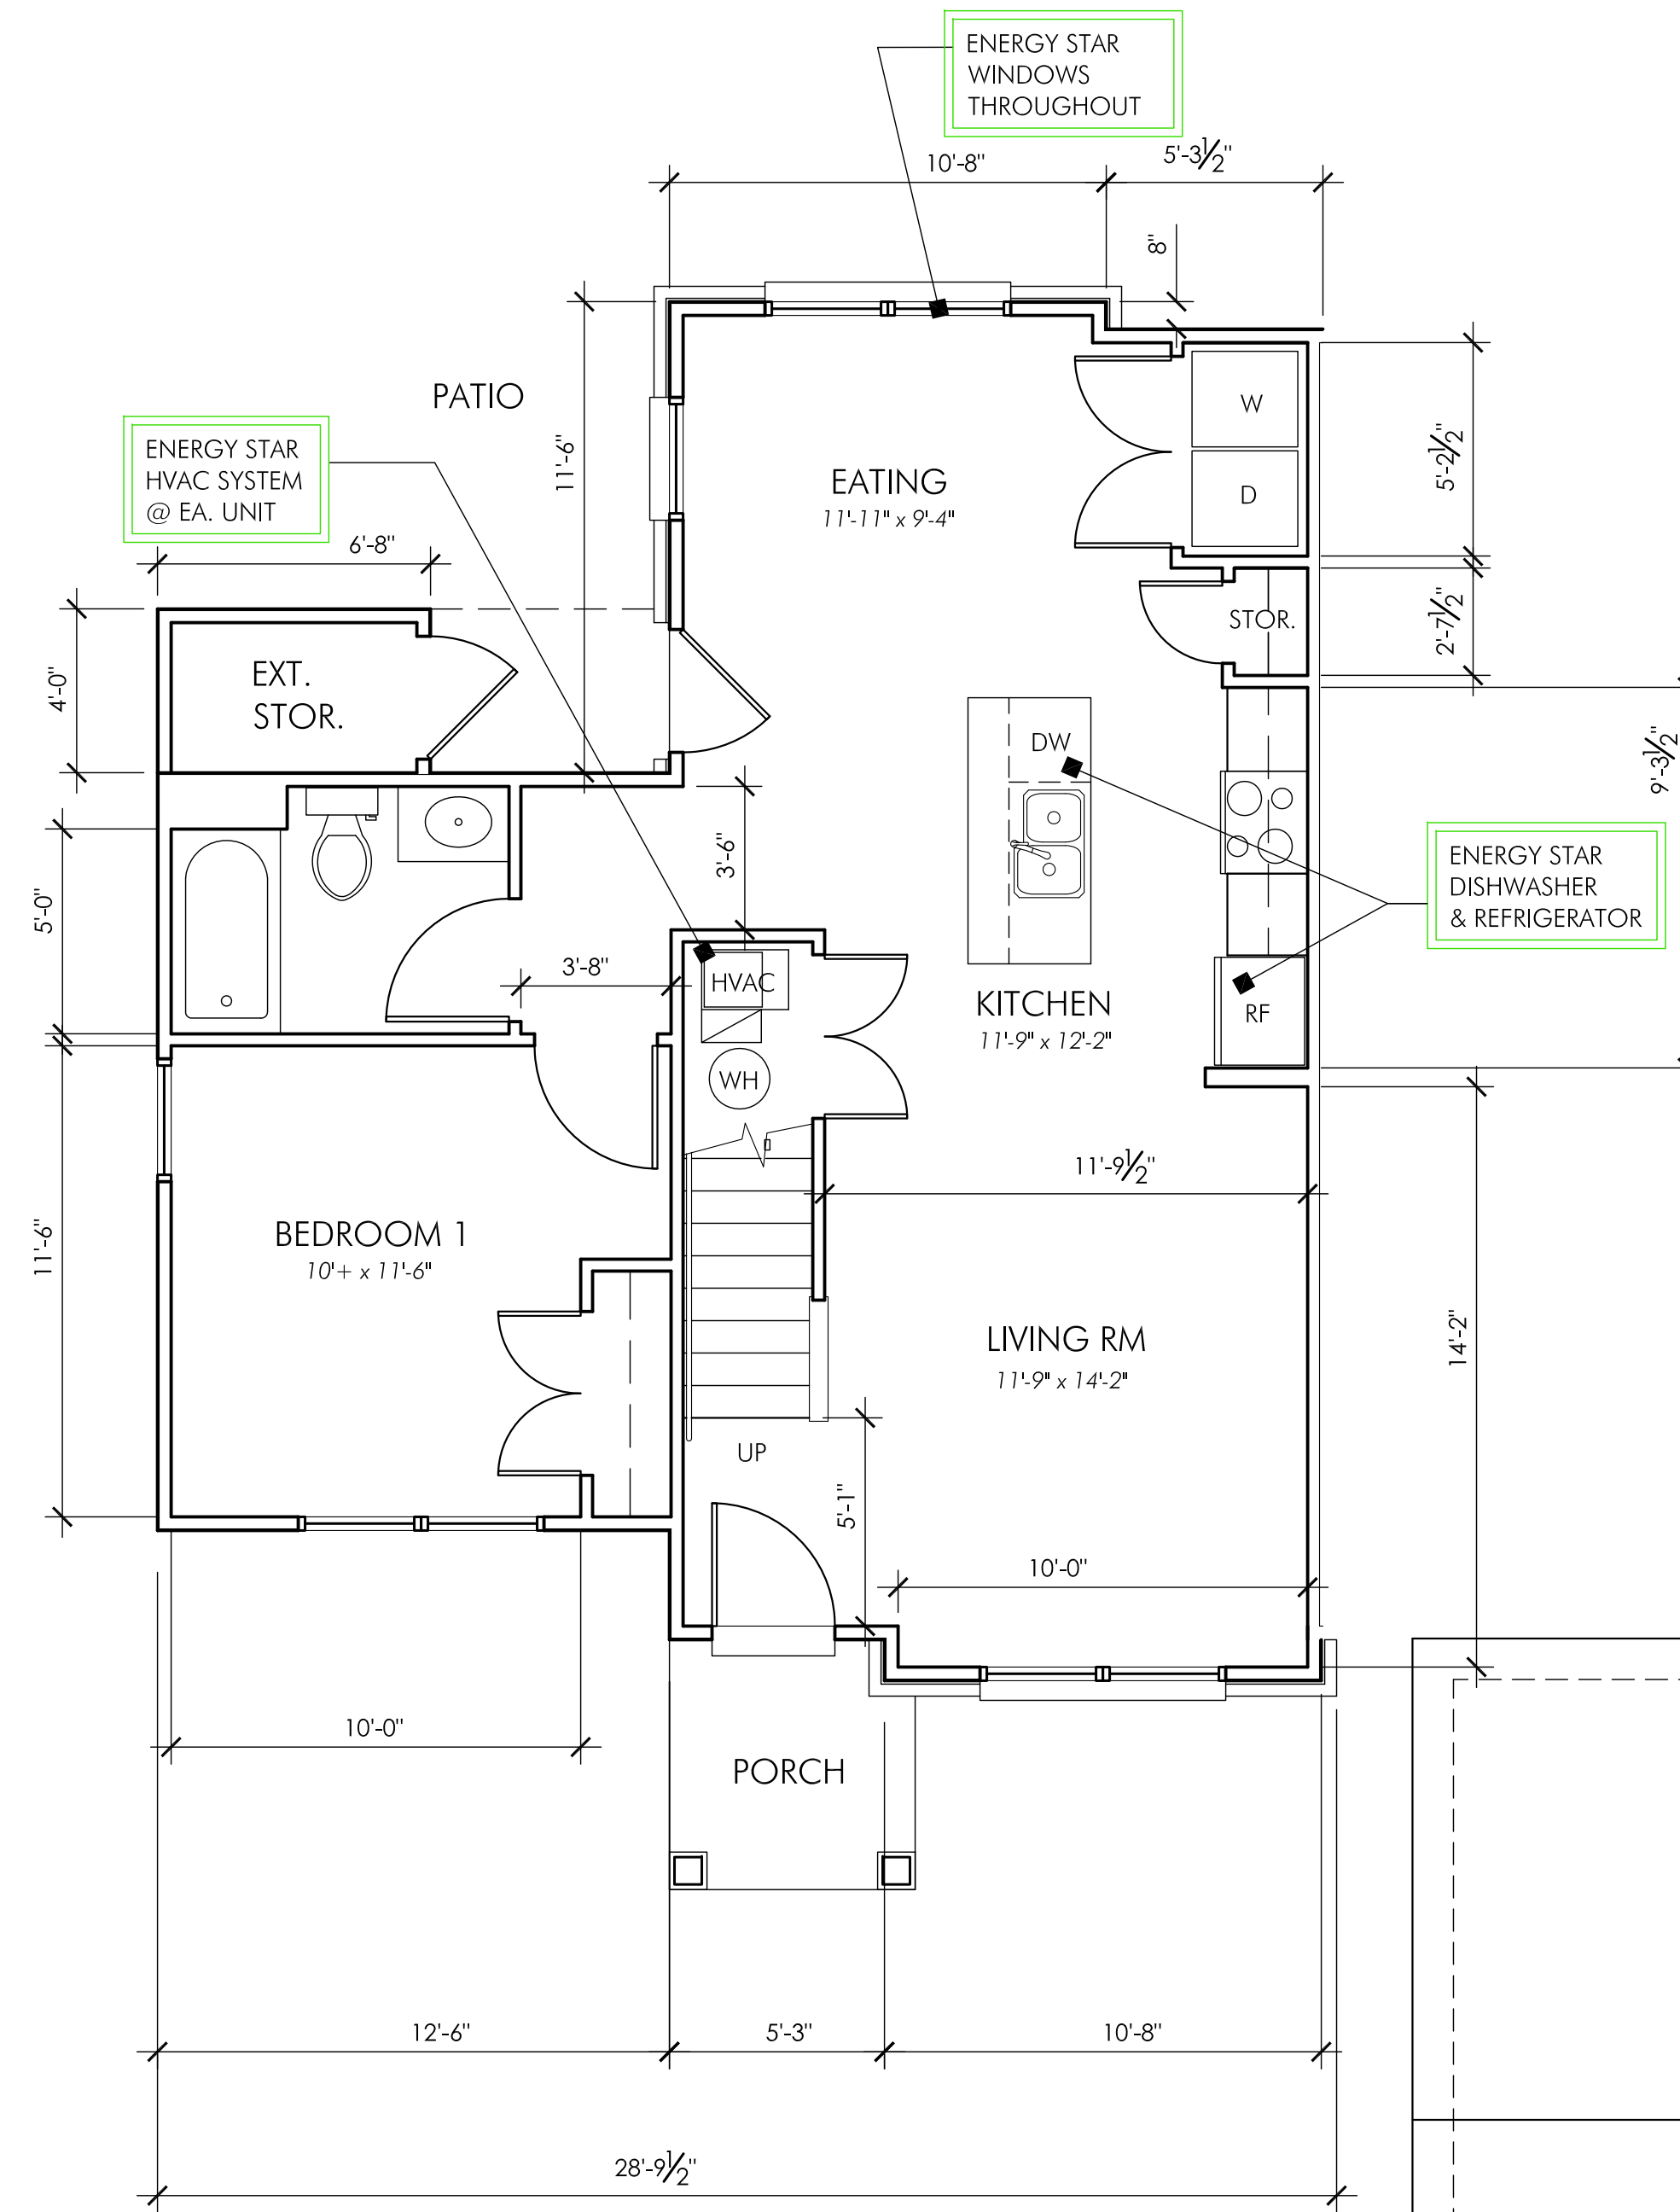 ENERGY STAR
WINDOWS
THROUGHOUT
10'-8"
5'-3½"
8"
PATIO
ENERGY STAR
HVAC SYSTEM
@ EA. UNIT
11'-6"
EATING
11'-11" x 9'-4"
W
D
5'-2½"
6'-8"
4'-0"
EXT.
STOR.
STOR.
2'-7½"
DW
9'-3½"
5'-0"
3'-6"
ENERGY STAR
DISHWASHER
& REFRIGERATOR
3'-8"
HVAC
KITCHEN
11'-9" x 12'-2"
RF
WH
11'-9½"
11'-6"
BEDROOM 1
10'+ x 11'-6"
LIVING RM
11'-9" x 14'-2"
14'-2"
UP
5'-1"
10'-0"
10'-0"
PORCH
12'-6"
5'-3"
10'-8"
28'-9½"